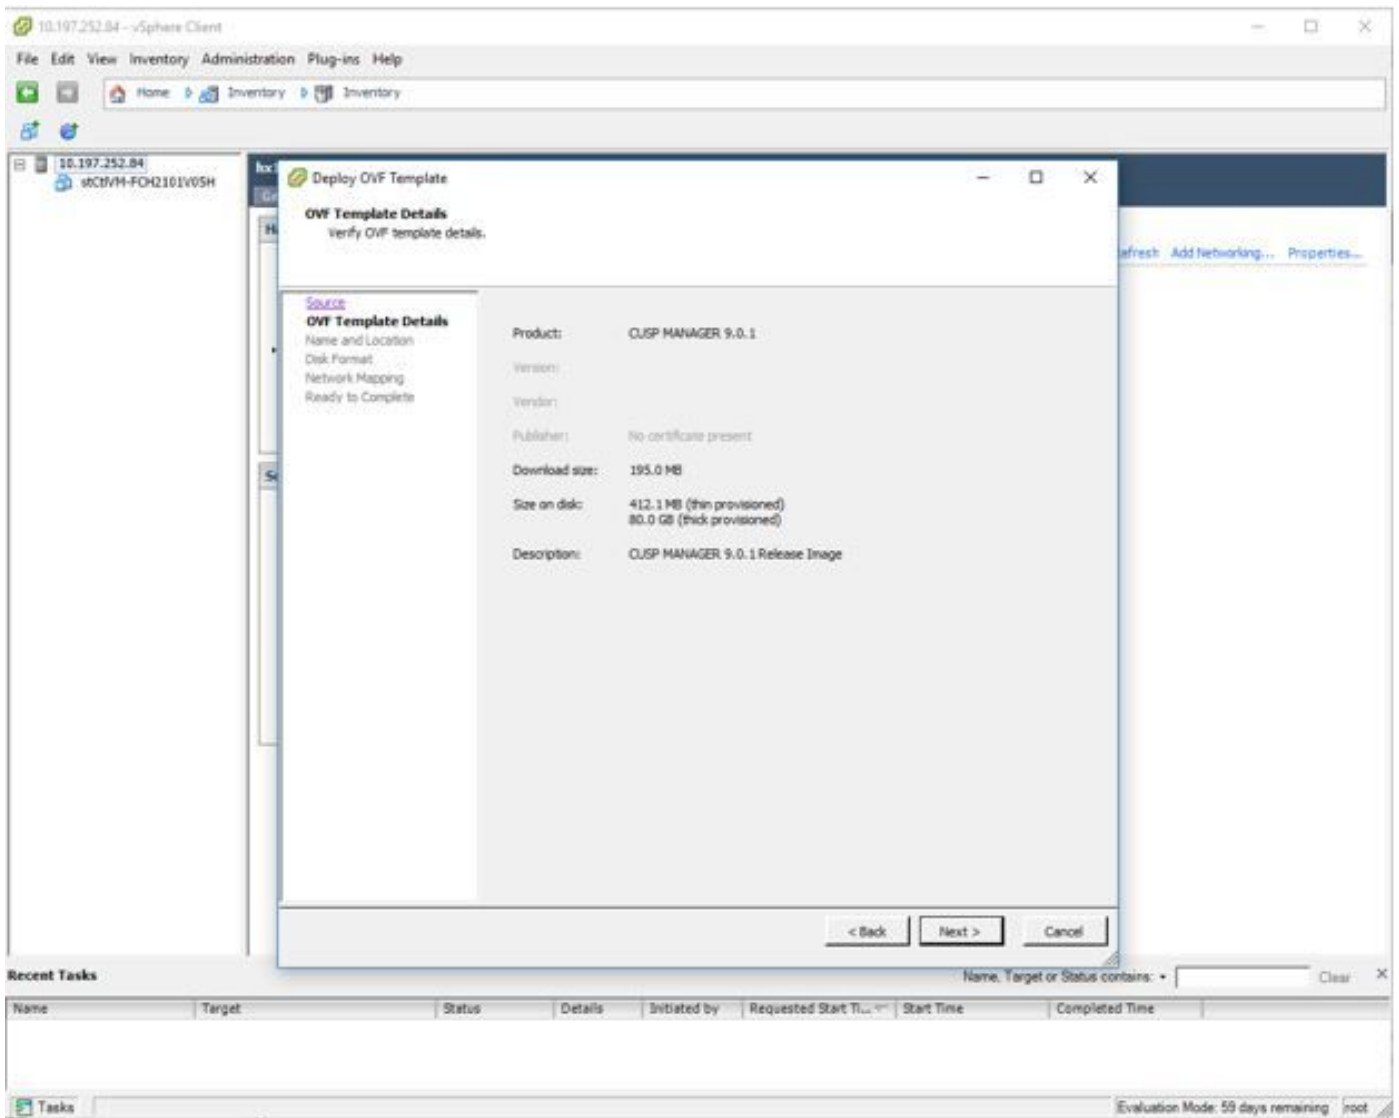 10.197.252.84 - vSphere Client
File Edit View Inventory Administration Plug-ins Help
Home Inventory Inventory
10.197.252.84
stCtlVM-FCH2101V05H
Deploy OVF Template
OVF Template Details
Verify OVF template details.
Add Networking... Properties...
Source
OVF Template Details
Name and Location
Disk Format
Network Mapping
Ready to Complete
Product: CUSP MANAGER 9.0.1
Version:
Vendor:
Publisher: No certificate present
Download size: 195.0 MB
Size on disk: 412.1 MB (thin provisioned)
80.0 GB (thick provisioned)
Description: CUSP MANAGER 9.0.1 Release Image
< Back Next > Cancel
Recent Tasks Name, Target or Status contains: Clear
Name Target Status Details Initiated by Requested Start Ti... Start Time Completed Time
Tasks Evaluation Mode: 59 days remaining root